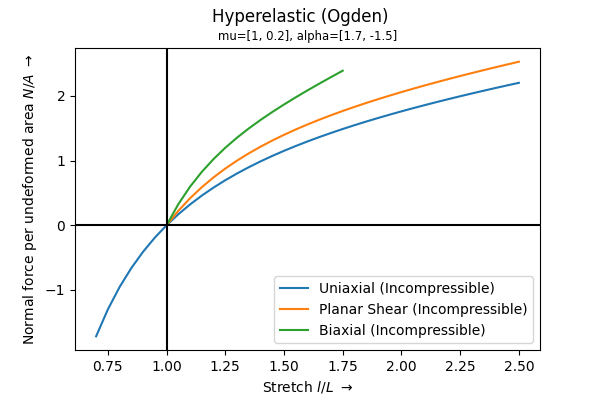 Hyperelastic (Ogden)
mu=[1, 0.2], alpha=[1.7, -1.5]
Normal force per undeformed area N/A →
2
1
0
−1
Uniaxial (Incompressible)
Planar Shear (Incompressible)
Biaxial (Incompressible)
0.75 1.00 1.25 1.50 1.75 2.00 2.25 2.50
Stretch l/L →